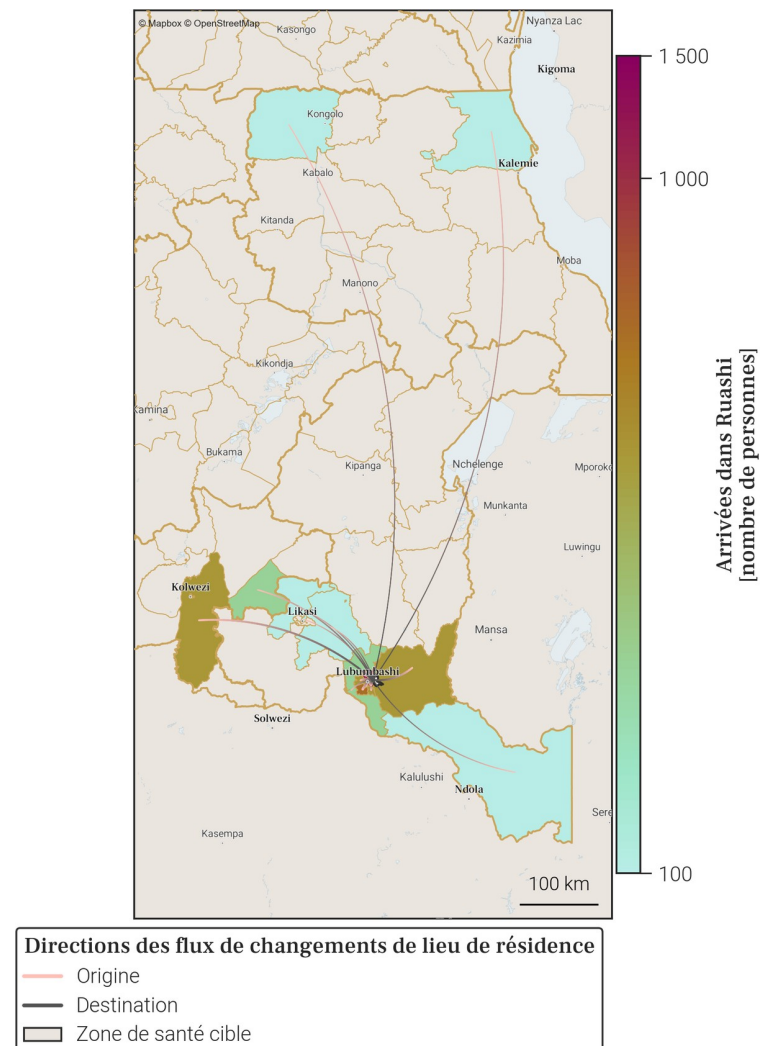 © Mapbox © OpenStreetMap
Kasongo
Nyanza Lac
Kazimia
Kigoma
Kongolo
Kalemie
Kabalo
Kitanda
Moba
Manono
Kikondja
Kamina
Bukama
Kipanga
Nchelenge
Mporoko
Munkanta
Luwingu
Kolwezi
Likasi
Mansa
Lubumbashi
Solwezi
Kalulushi
Ndola
Sere
Kasempa
100 km
1 500
1 000
100
Arrivées dans Ruashi
[nombre de personnes]
Directions des flux de changements de lieu de résidence
Origine
Destination
Zone de santé cible